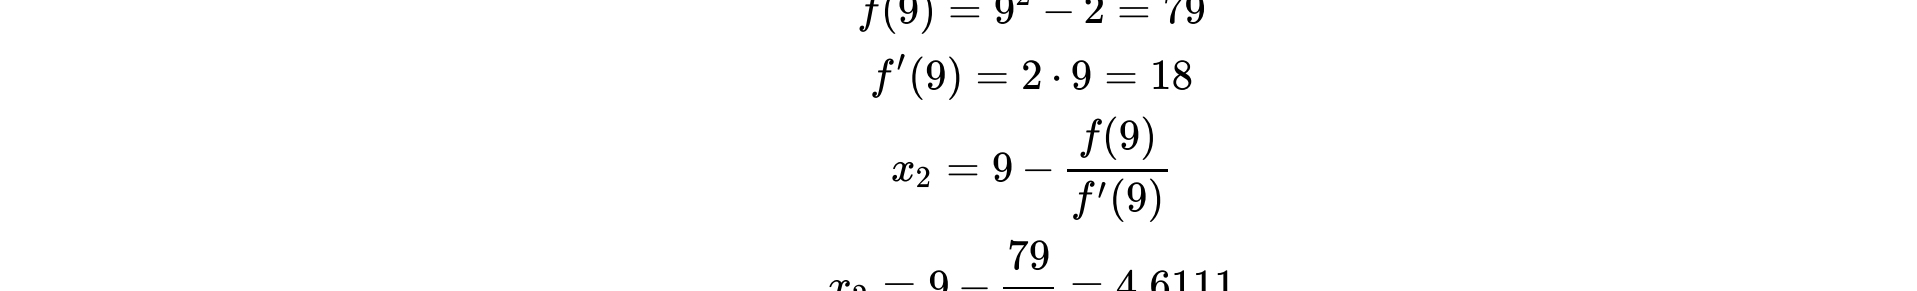 f(9) = 9² − 2 = 79
f′(9) = 2 · 9 = 18
x₂ = 9 − f(9)/f′(9)
x₂ = 9 − 79/ = 4.6111